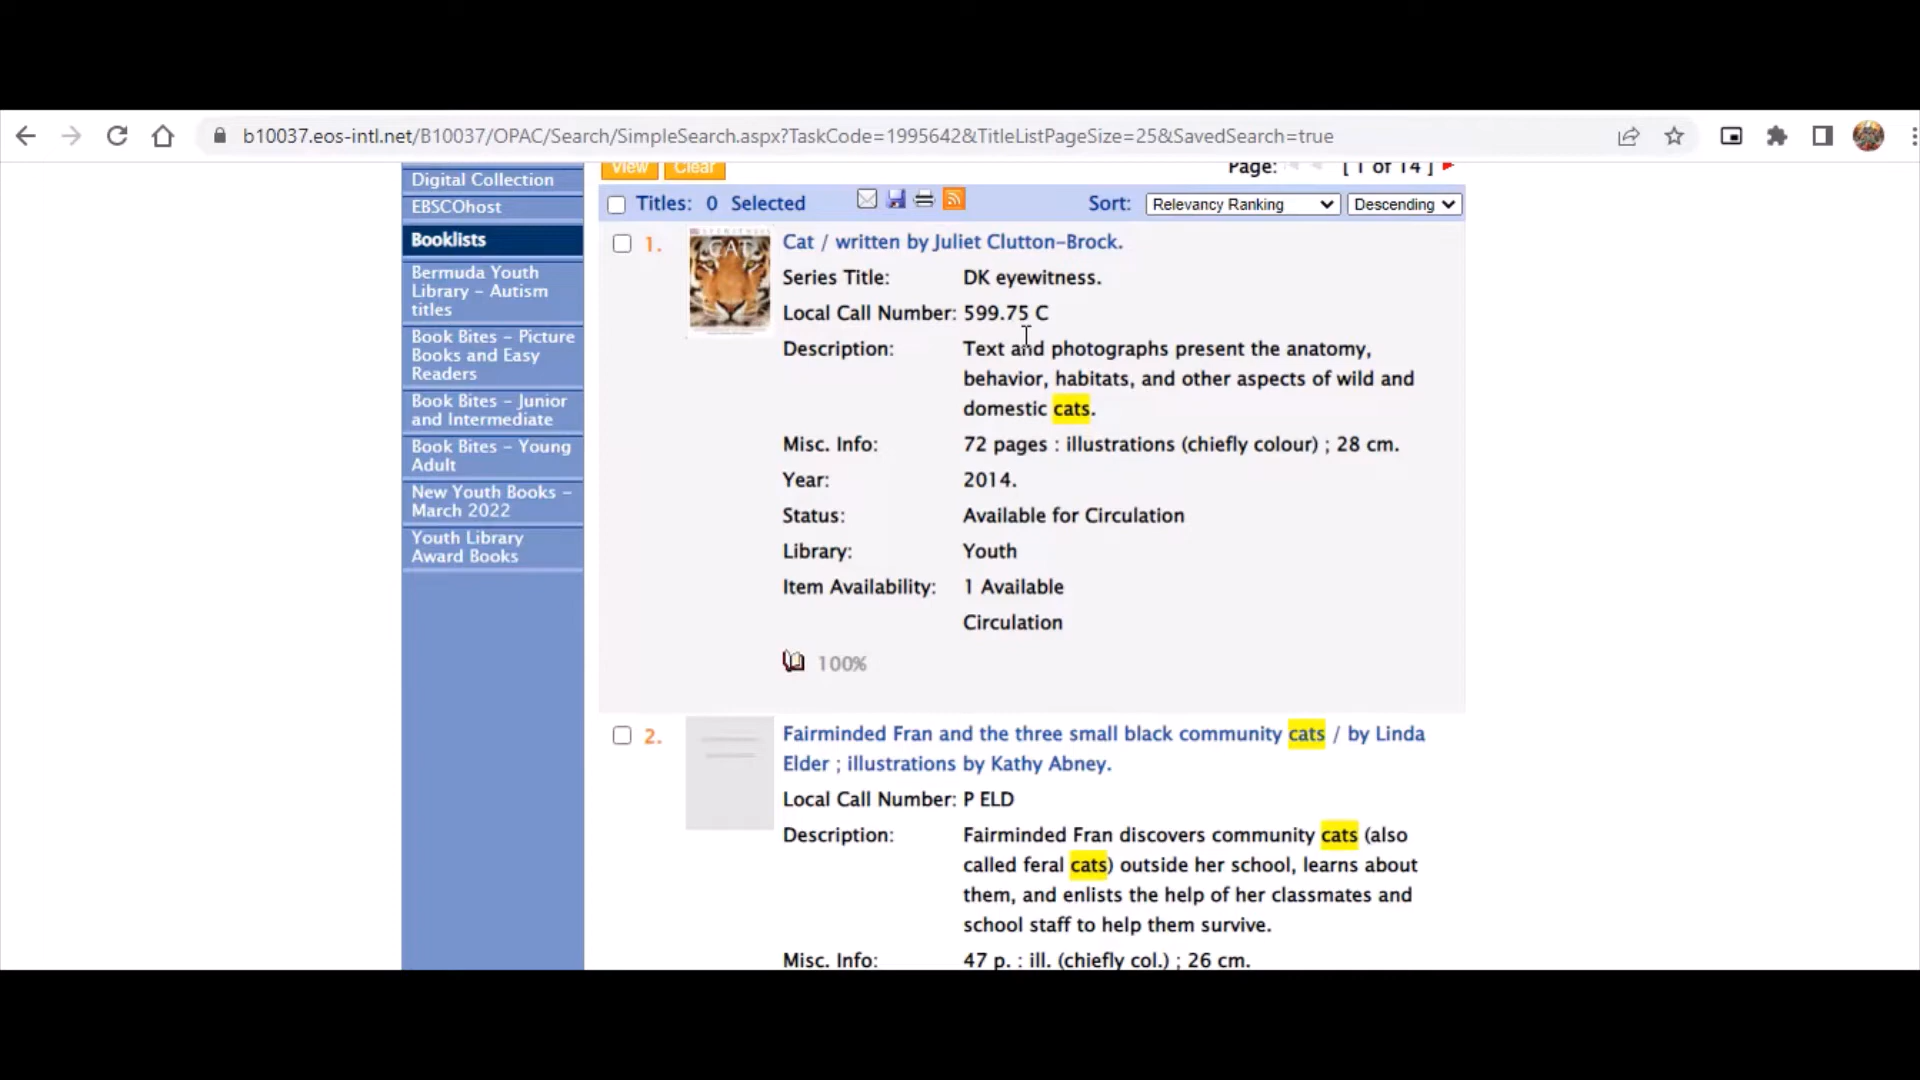 b10037.eos-intl.net/B10037/OPAC/Search/SimpleSearch.aspx?TaskCode=1995642&TitleListPageSize=25&SavedSearch=true
Digital Collection
EBSCOhost
Booklists
Bermuda Youth
Library - Autism
titles
Book Bites - Picture
Books and Easy
Readers
Book Bites - Junior
and Intermediate
Book Bites - Young
Adult
New Youth Books -
March 2022
Youth Library
Award Books
View Clear Page: [ 1 of 14 ]
Titles: 0 Selected Sort: Relevancy Ranking Descending
1. Cat / written by Juliet Clutton-Brock.
CAT
Series Title: DK eyewitness.
Local Call Number: 599.75 C
Description: Text and photographs present the anatomy,
behavior, habitats, and other aspects of wild and
domestic cats.
Misc. Info: 72 pages : illustrations (chiefly colour) ; 28 cm.
Year: 2014.
Status: Available for Circulation
Library: Youth
Item Availability: 1 Available
Circulation
100%
2. Fairminded Fran and the three small black community cats / by Linda
Elder ; illustrations by Kathy Abney.
Local Call Number: P ELD
Description: Fairminded Fran discovers community cats (also
called feral cats) outside her school, learns about
them, and enlists the help of her classmates and
school staff to help them survive.
Misc. Info: 47 p. : ill. (chiefly col.) ; 26 cm.